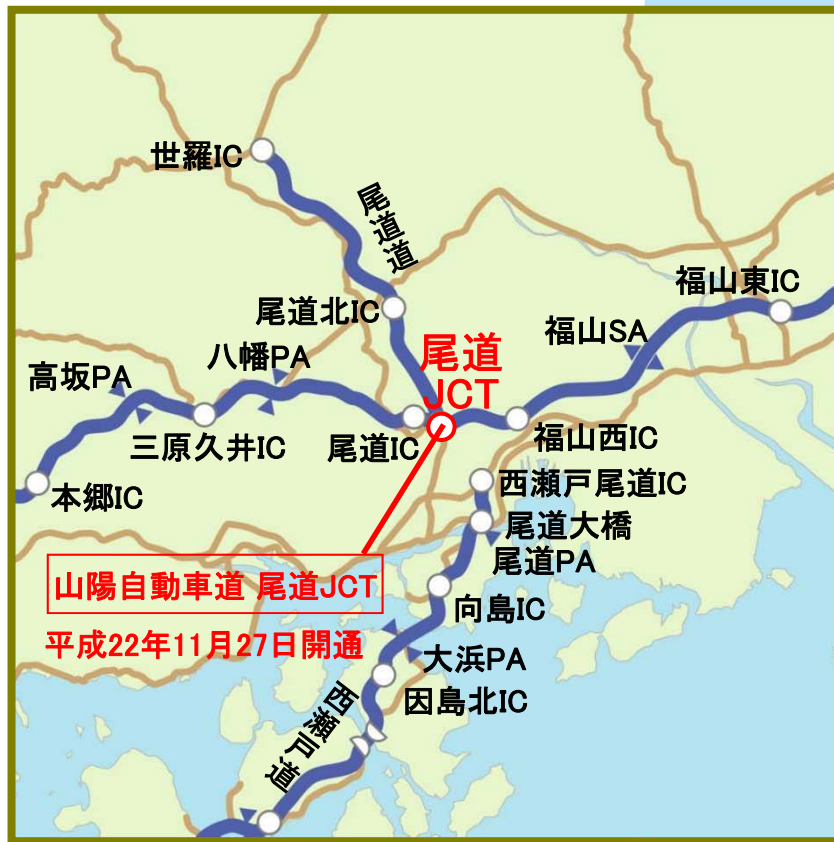 世羅IC
尾道道
福山東IC
尾道北IC
福山SA
尾道
JCT
八幡PA
高坂PA
三原久井IC
尾道IC
福山西IC
本郷IC
西瀬戸尾道IC
尾道大橋
尾道PA
山陽自動車道 尾道JCT
向島IC
平成22年11月27日開通
大浜PA
因島北IC
西瀬戸道